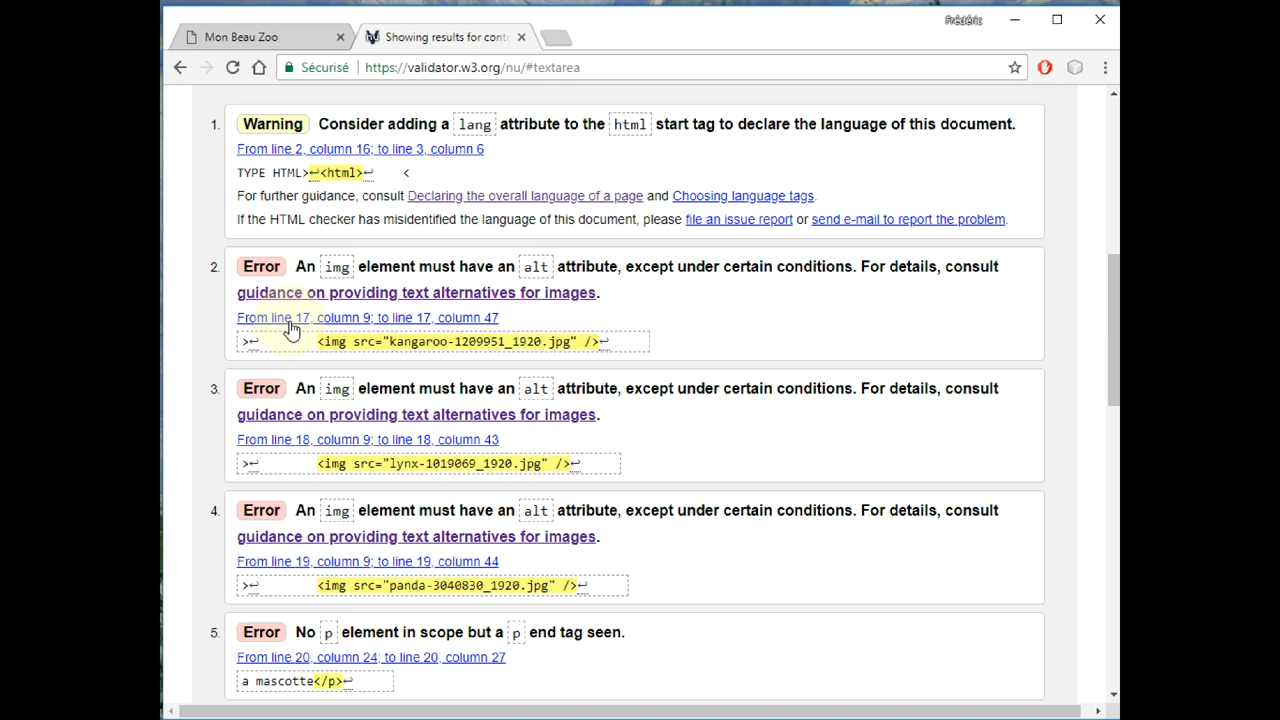 Frédéric
Mon Beau Zoo
Showing results for cont
Sécurisé https://validator.w3.org/nu/#textarea
1. Warning Consider adding a lang attribute to the html start tag to declare the language of this document.
From line 2, column 16; to line 3, column 6
TYPE HTML>↩<html>↩ <
For further guidance, consult Declaring the overall language of a page and Choosing language tags.
If the HTML checker has misidentified the language of this document, please file an issue report or send e-mail to report the problem.
2. Error An img element must have an alt attribute, except under certain conditions. For details, consult
guidance on providing text alternatives for images.
From line 17, column 9; to line 17, column 47
>↩ <img src="kangaroo-1209951_1920.jpg" />↩
3. Error An img element must have an alt attribute, except under certain conditions. For details, consult
guidance on providing text alternatives for images.
From line 18, column 9; to line 18, column 43
>↩ <img src="lynx-1019069_1920.jpg" />↩
4. Error An img element must have an alt attribute, except under certain conditions. For details, consult
guidance on providing text alternatives for images.
From line 19, column 9; to line 19, column 44
>↩ <img src="panda-3040830_1920.jpg" />↩
5. Error No p element in scope but a p end tag seen.
From line 20, column 24; to line 20, column 27
a mascotte</p>↩